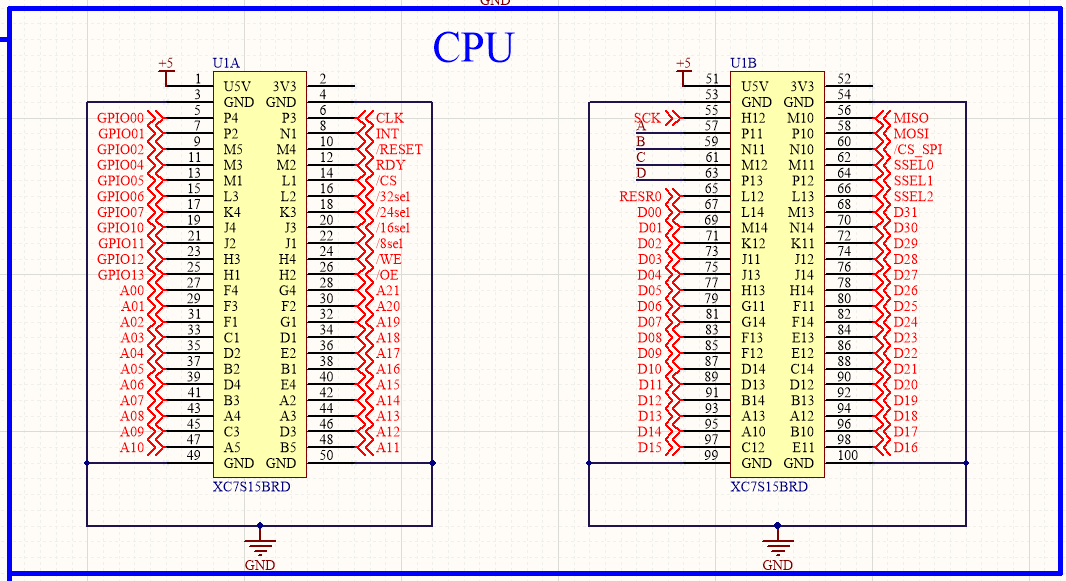 GND
CPU
U1A
+5
1 U5V 3V3 2
3 GND GND 4
GPIO00 5 P4 P3 6 CLK
GPIO01 7 P2 N1 8 INT
GPIO02 9 M5 M4 10 /RESET
GPIO04 11 M3 M2 12 RDY
GPIO05 13 M1 L1 14 /CS
GPIO06 15 L3 L2 16 /32sel
GPIO07 17 K4 K3 18 /24sel
GPIO10 19 J4 J3 20 /16sel
GPIO11 21 J2 J1 22 /8sel
GPIO12 23 H3 H4 24 /WE
GPIO13 25 H1 H2 26 /OE
A00 27 F4 G4 28 A21
A01 29 F3 F2 30 A20
A02 31 F1 G1 32 A19
A03 33 C1 D1 34 A18
A04 35 D2 E2 36 A17
A05 37 B2 B1 38 A16
A06 39 D4 E4 40 A15
A07 41 B3 A2 42 A14
A08 43 A4 A3 44 A13
A09 45 C3 D3 46 A12
A10 47 A5 B5 48 A11
49 GND GND 50
XC7S15BRD
GND
U1B
+5
51 U5V 3V3 52
53 GND GND 54
SCK 55 H12 M10 56 MISO
A 57 P11 P10 58 MOSI
B 59 N11 N10 60 /CS_SPI
C 61 M12 M11 62 SSEL0
D 63 P13 P12 64 SSEL1
RESR0 65 L12 L13 66 SSEL2
D00 67 L14 M13 68 D31
D01 69 M14 N14 70 D30
D02 71 K12 K11 72 D29
D03 73 J11 J12 74 D28
D04 75 J13 J14 76 D27
D05 77 H13 H14 78 D26
D06 79 G11 F11 80 D25
D07 81 G14 F14 82 D24
D08 83 F13 E13 84 D23
D09 85 F12 E12 86 D22
D10 87 D14 C14 88 D21
D11 89 D13 D12 90 D20
D12 91 B14 B13 92 D19
D13 93 A13 A12 94 D18
D14 95 A10 B10 96 D17
D15 97 C12 E11 98 D16
99 GND GND 100
XC7S15BRD
GND